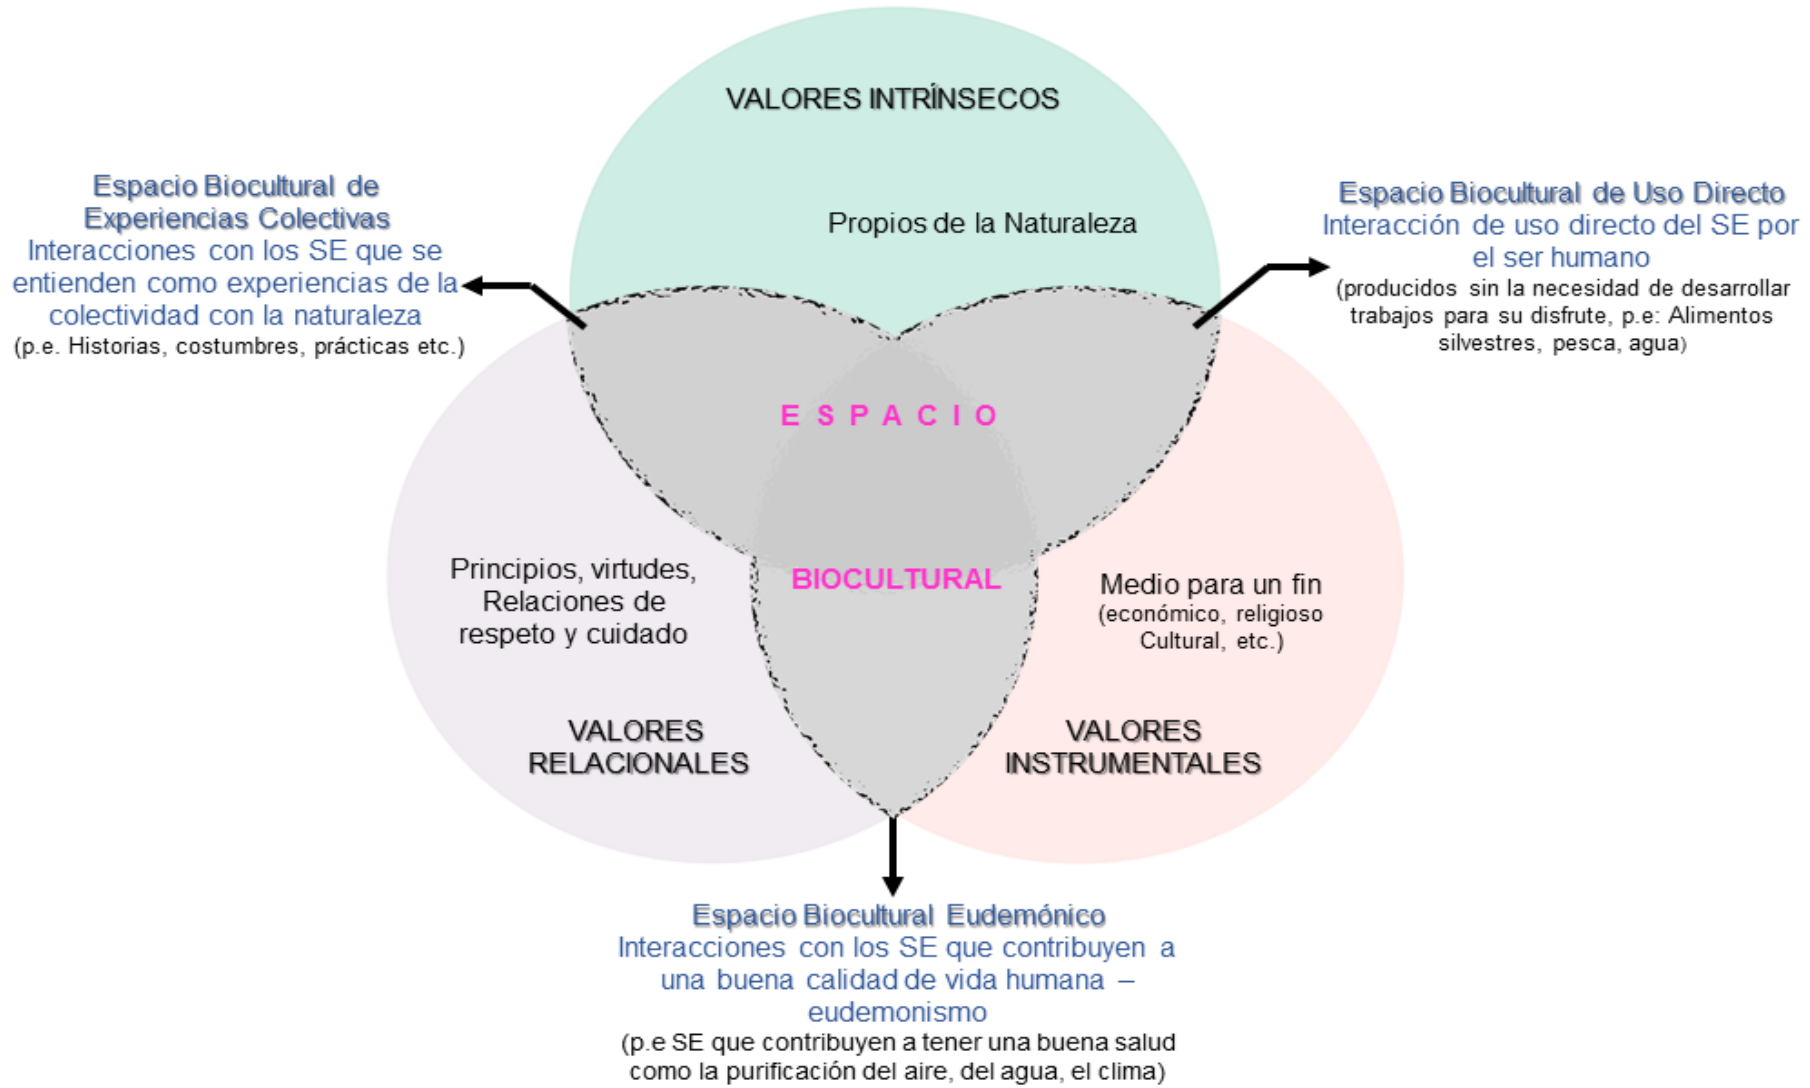 VALORES INTRÍNSECOS
Propios de la Naturaleza
Espacio Biocultural de
Experiencias Colectivas
Interacciones con los SE que se
entienden como experiencias de la
colectividad con la naturaleza
(p.e. Historias, costumbres, prácticas etc.)
Espacio Biocultural de Uso Directo
Interacción de uso directo del SE por
el ser humano
(producidos sin la necesidad de desarrollar
trabajos para su disfrute, p.e: Alimentos
silvestres, pesca, agua)
E S P A C I O
BIOCULTURAL
Principios, virtudes,
Relaciones de
respeto y cuidado
VALORES
RELACIONALES
Medio para un fin
(económico, religioso
Cultural, etc.)
VALORES
INSTRUMENTALES
Espacio Biocultural Eudemónico
Interacciones con los SE que contribuyen a
una buena calidad de vida humana –
eudemonismo
(p.e SE que contribuyen a tener una buena salud
como la purificación del aire, del agua, el clima)